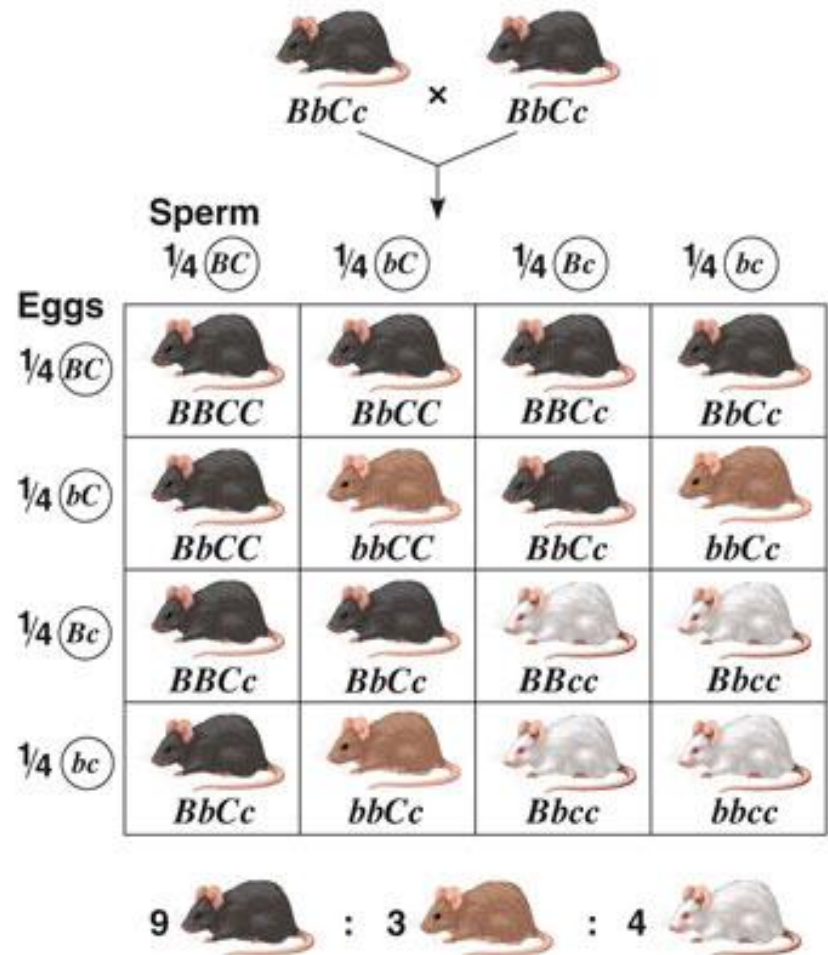 BbCc × BbCc
Sperm
1/4 BC 1/4 bC 1/4 Bc 1/4 bc
Eggs
1/4 BC
BBCC BbCC BBCc BbCc
1/4 bC
BbCC bbCC BbCc bbCc
1/4 Bc
BBCc BbCc BBcc Bbcc
1/4 bc
BbCc bbCc Bbcc bbcc
9 : 3 : 4